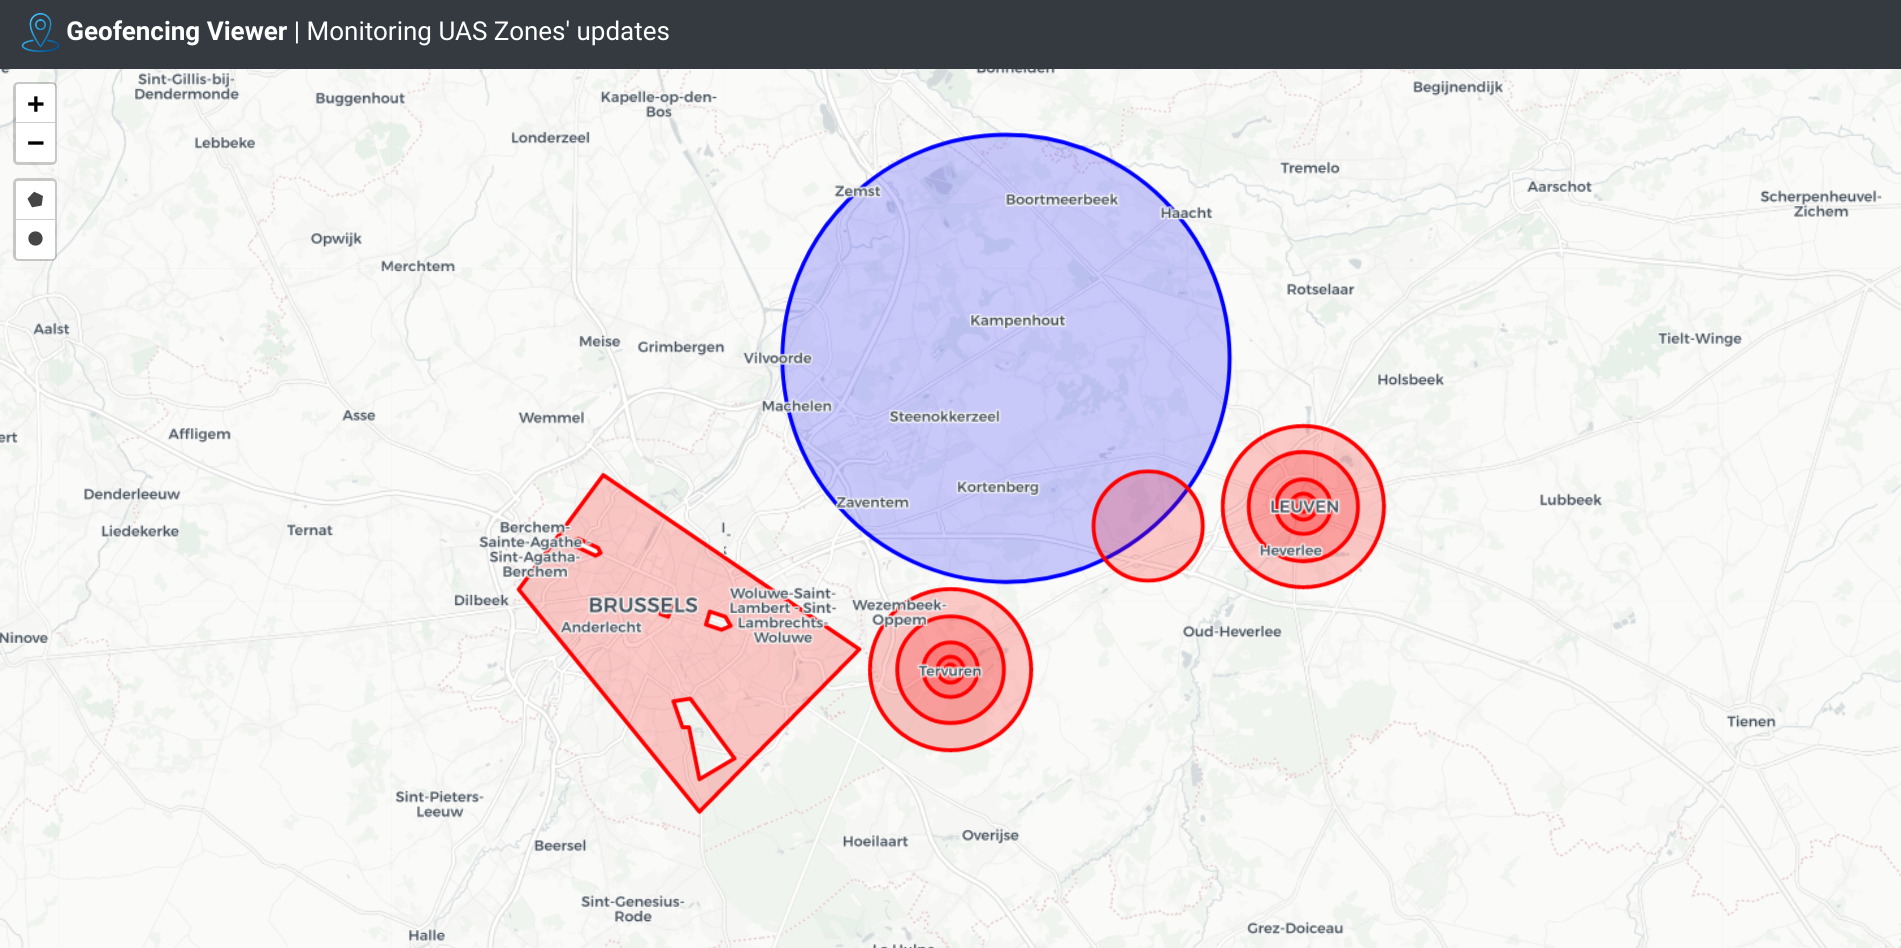 Geofencing Viewer | Monitoring UAS Zones' updates
Bonheiden
+
−
Sint-Gillis-bij-
Dendermonde
Buggenhout
Kapelle-op-den-
Bos
Begijnendijk
Lebbeke
Londerzeel
Tremelo
Zemst
Boortmeerbeek
Haacht
Aarschot
Scherpenheuvel-
Zichem
Opwijk
Merchtem
Rotselaar
Kampenhout
Aalst
Meise
Grimbergen
Vilvoorde
Tielt-Winge
Holsbeek
Machelen
Asse
Wemmel
Steenokkerzeel
Affligem
ert
Denderleeuw
Zaventem
Kortenberg
LEUVEN
Lubbeek
Liedekerke
Ternat
Berchem-
Sainte-Agathe -
Sint-Agatha-
Berchem
Heverlee
Dilbeek
BRUSSELS
Anderlecht
Woluwe-Saint-
Lambert - Sint-
Lambrechts-
Woluwe
Wezembeek-
Oppem
Oud-Heverlee
Ninove
Tervuren
Tienen
Sint-Pieters-
Leeuw
Beersel
Hoeilaart
Overijse
Sint-Genesius-
Rode
Halle
La Hulpe
Grez-Doiceau